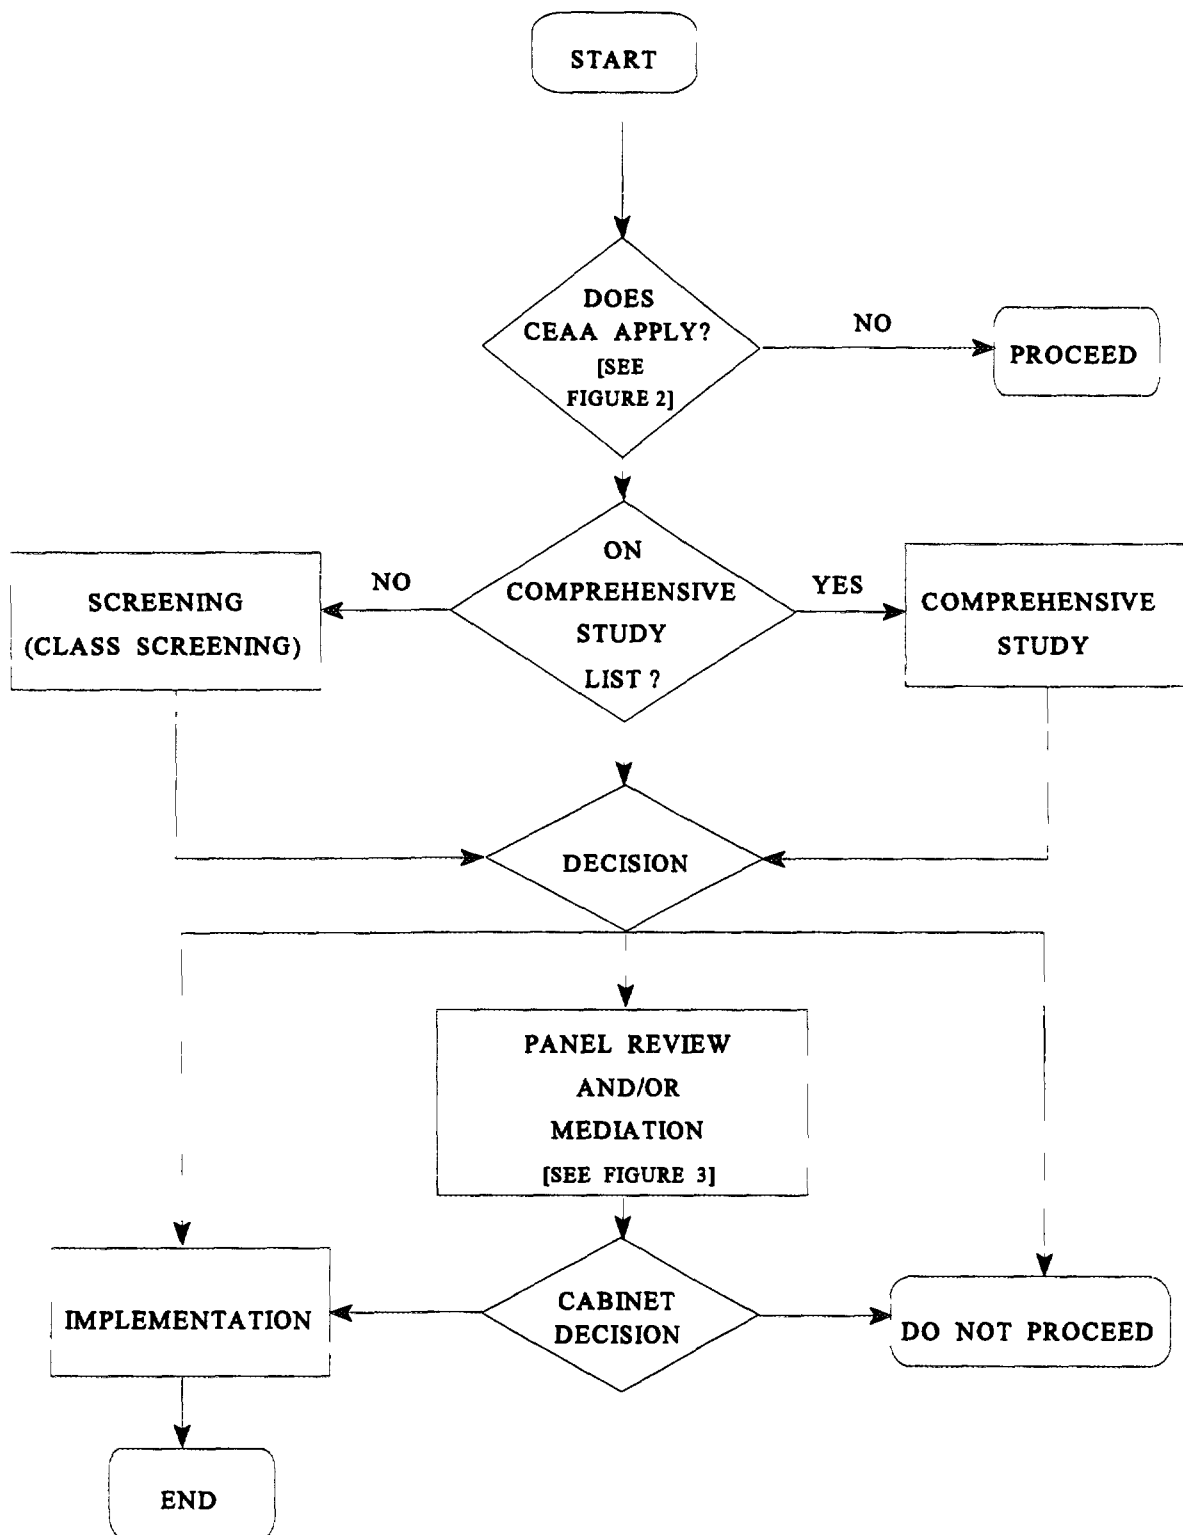 START
DOES
CEAA APPLY?
[SEE
FIGURE 2]
NO
PROCEED
ON
COMPREHENSIVE
STUDY
LIST ?
NO
YES
SCREENING
(CLASS SCREENING)
COMPREHENSIVE
STUDY
DECISION
PANEL REVIEW
AND/OR
MEDIATION
[SEE FIGURE 3]
IMPLEMENTATION
CABINET
DECISION
DO NOT PROCEED
END